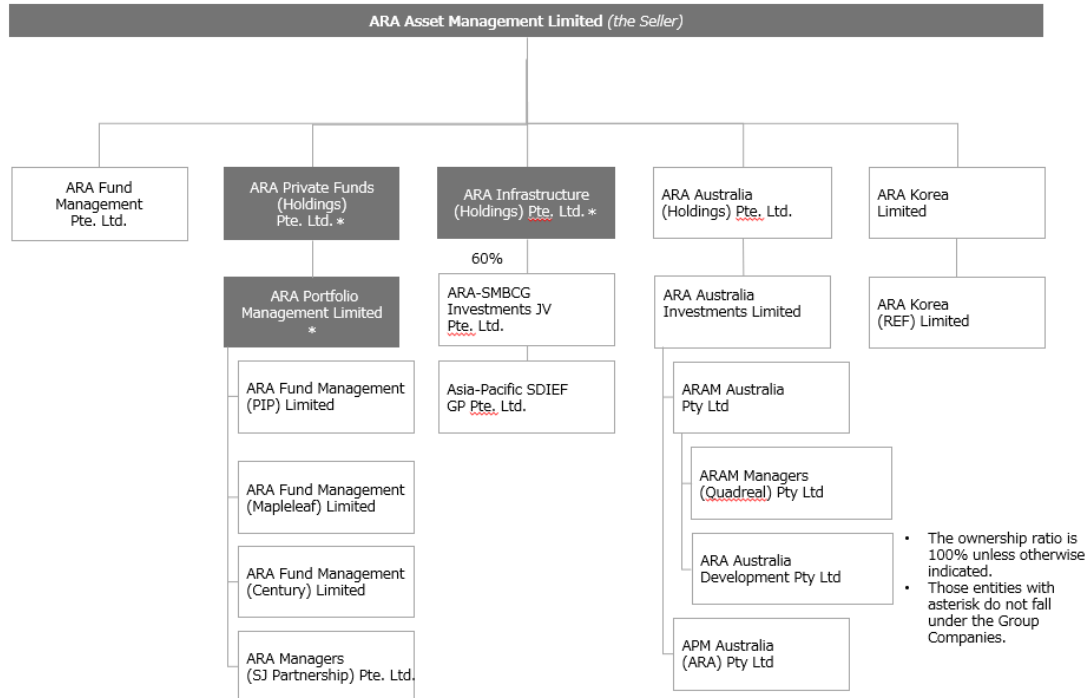 ARA Asset Management Limited (the Seller)
ARA Fund
Management
Pte. Ltd.
ARA Private Funds
(Holdings)
Pte. Ltd. *
ARA Infrastructure
(Holdings) Pte. Ltd. *
ARA Australia
(Holdings) Pte. Ltd.
ARA Korea
Limited
60%
ARA Portfolio
Management Limited
*
ARA-SMBCG
Investments JV
Pte. Ltd.
ARA Australia
Investments Limited
ARA Korea
(REF) Limited
ARA Fund Management
(PIP) Limited
Asia-Pacific SDIEF
GP Pte. Ltd.
ARAM Australia
Pty Ltd
ARA Fund Management
(Mapleleaf) Limited
ARAM Managers
(Quadreal) Pty Ltd
ARA Fund Management
(Century) Limited
ARA Australia
Development Pty Ltd
ARA Managers
(SJ Partnership) Pte. Ltd.
APM Australia
(ARA) Pty Ltd
• The ownership ratio is
100% unless otherwise
indicated.
• Those entities with
asterisk do not fall
under the Group
Companies.